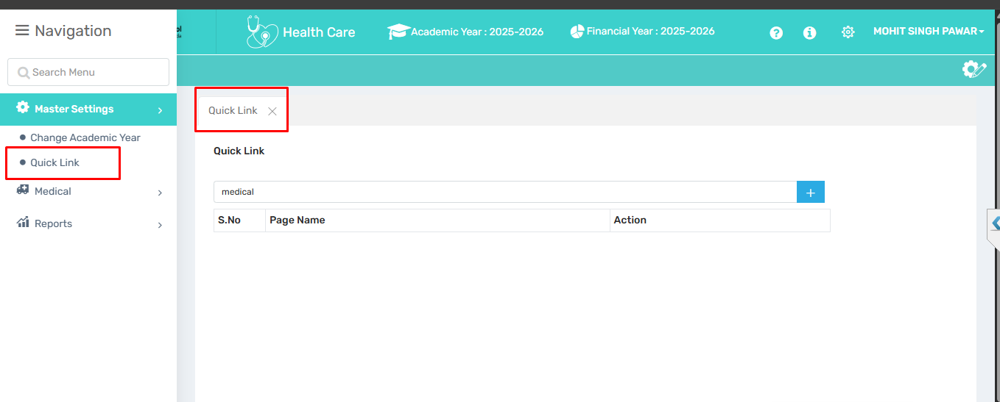 Navigation
Health Care
Academic Year : 2025-2026
Financial Year : 2025-2026
MOHIT SINGH PAWAR
Search Menu
Master Settings
Change Academic Year
Quick Link
Medical
Reports
Quick Link
Quick Link
medical
S.No Page Name Action